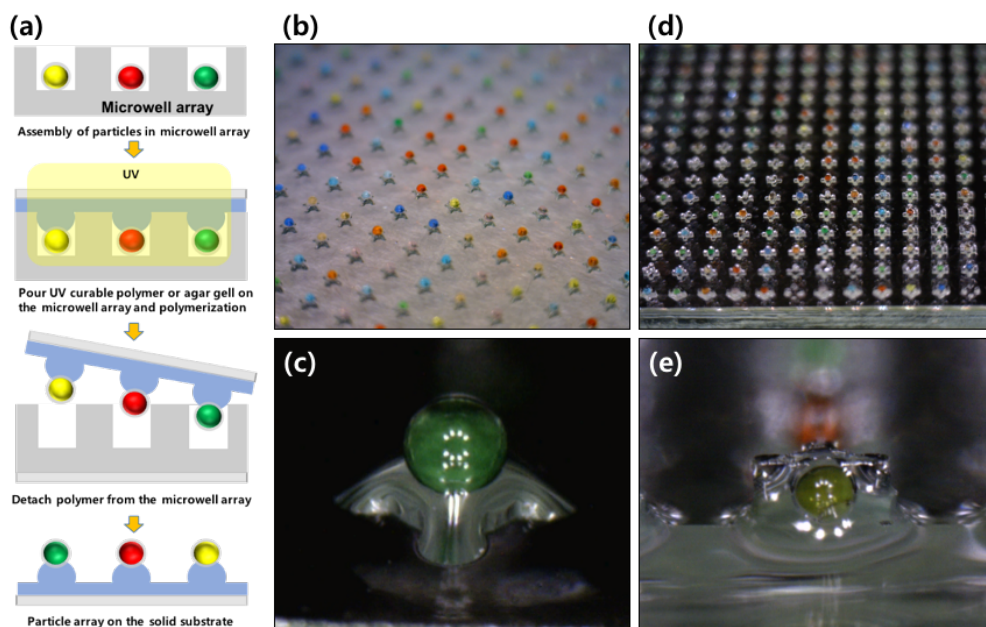 (a)
Microwell array
Assembly of particles in microwell array
UV
Pour UV curable polymer or agar gell on
the microwell array and polymerization
Detach polymer from the microwell array
Particle array on the solid substrate
(b)
(d)
(c)
(e)